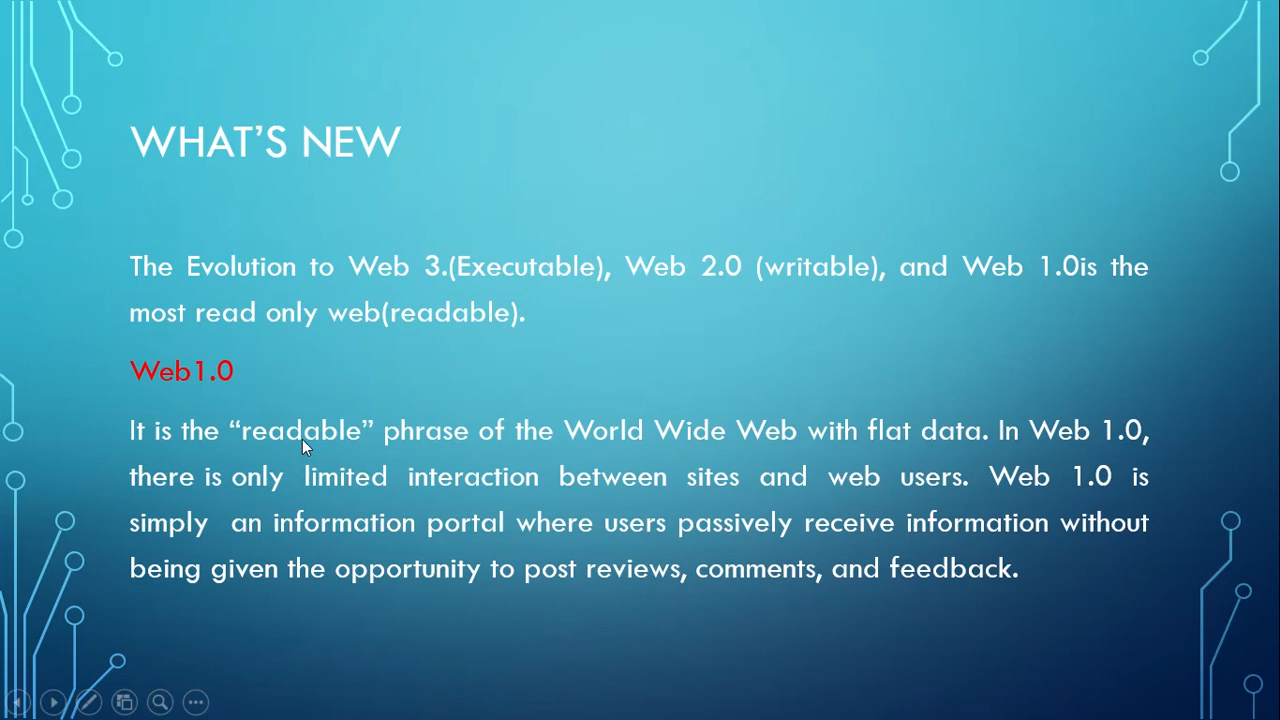 WHAT’S NEW
The Evolution to Web 3.(Executable), Web 2.0 (writable), and Web 1.0is the
most read only web(readable).
Web1.0
It is the “readable” phrase of the World Wide Web with flat data. In Web 1.0,
there is only limited interaction between sites and web users. Web 1.0 is
simply an information portal where users passively receive information without
being given the opportunity to post reviews, comments, and feedback.